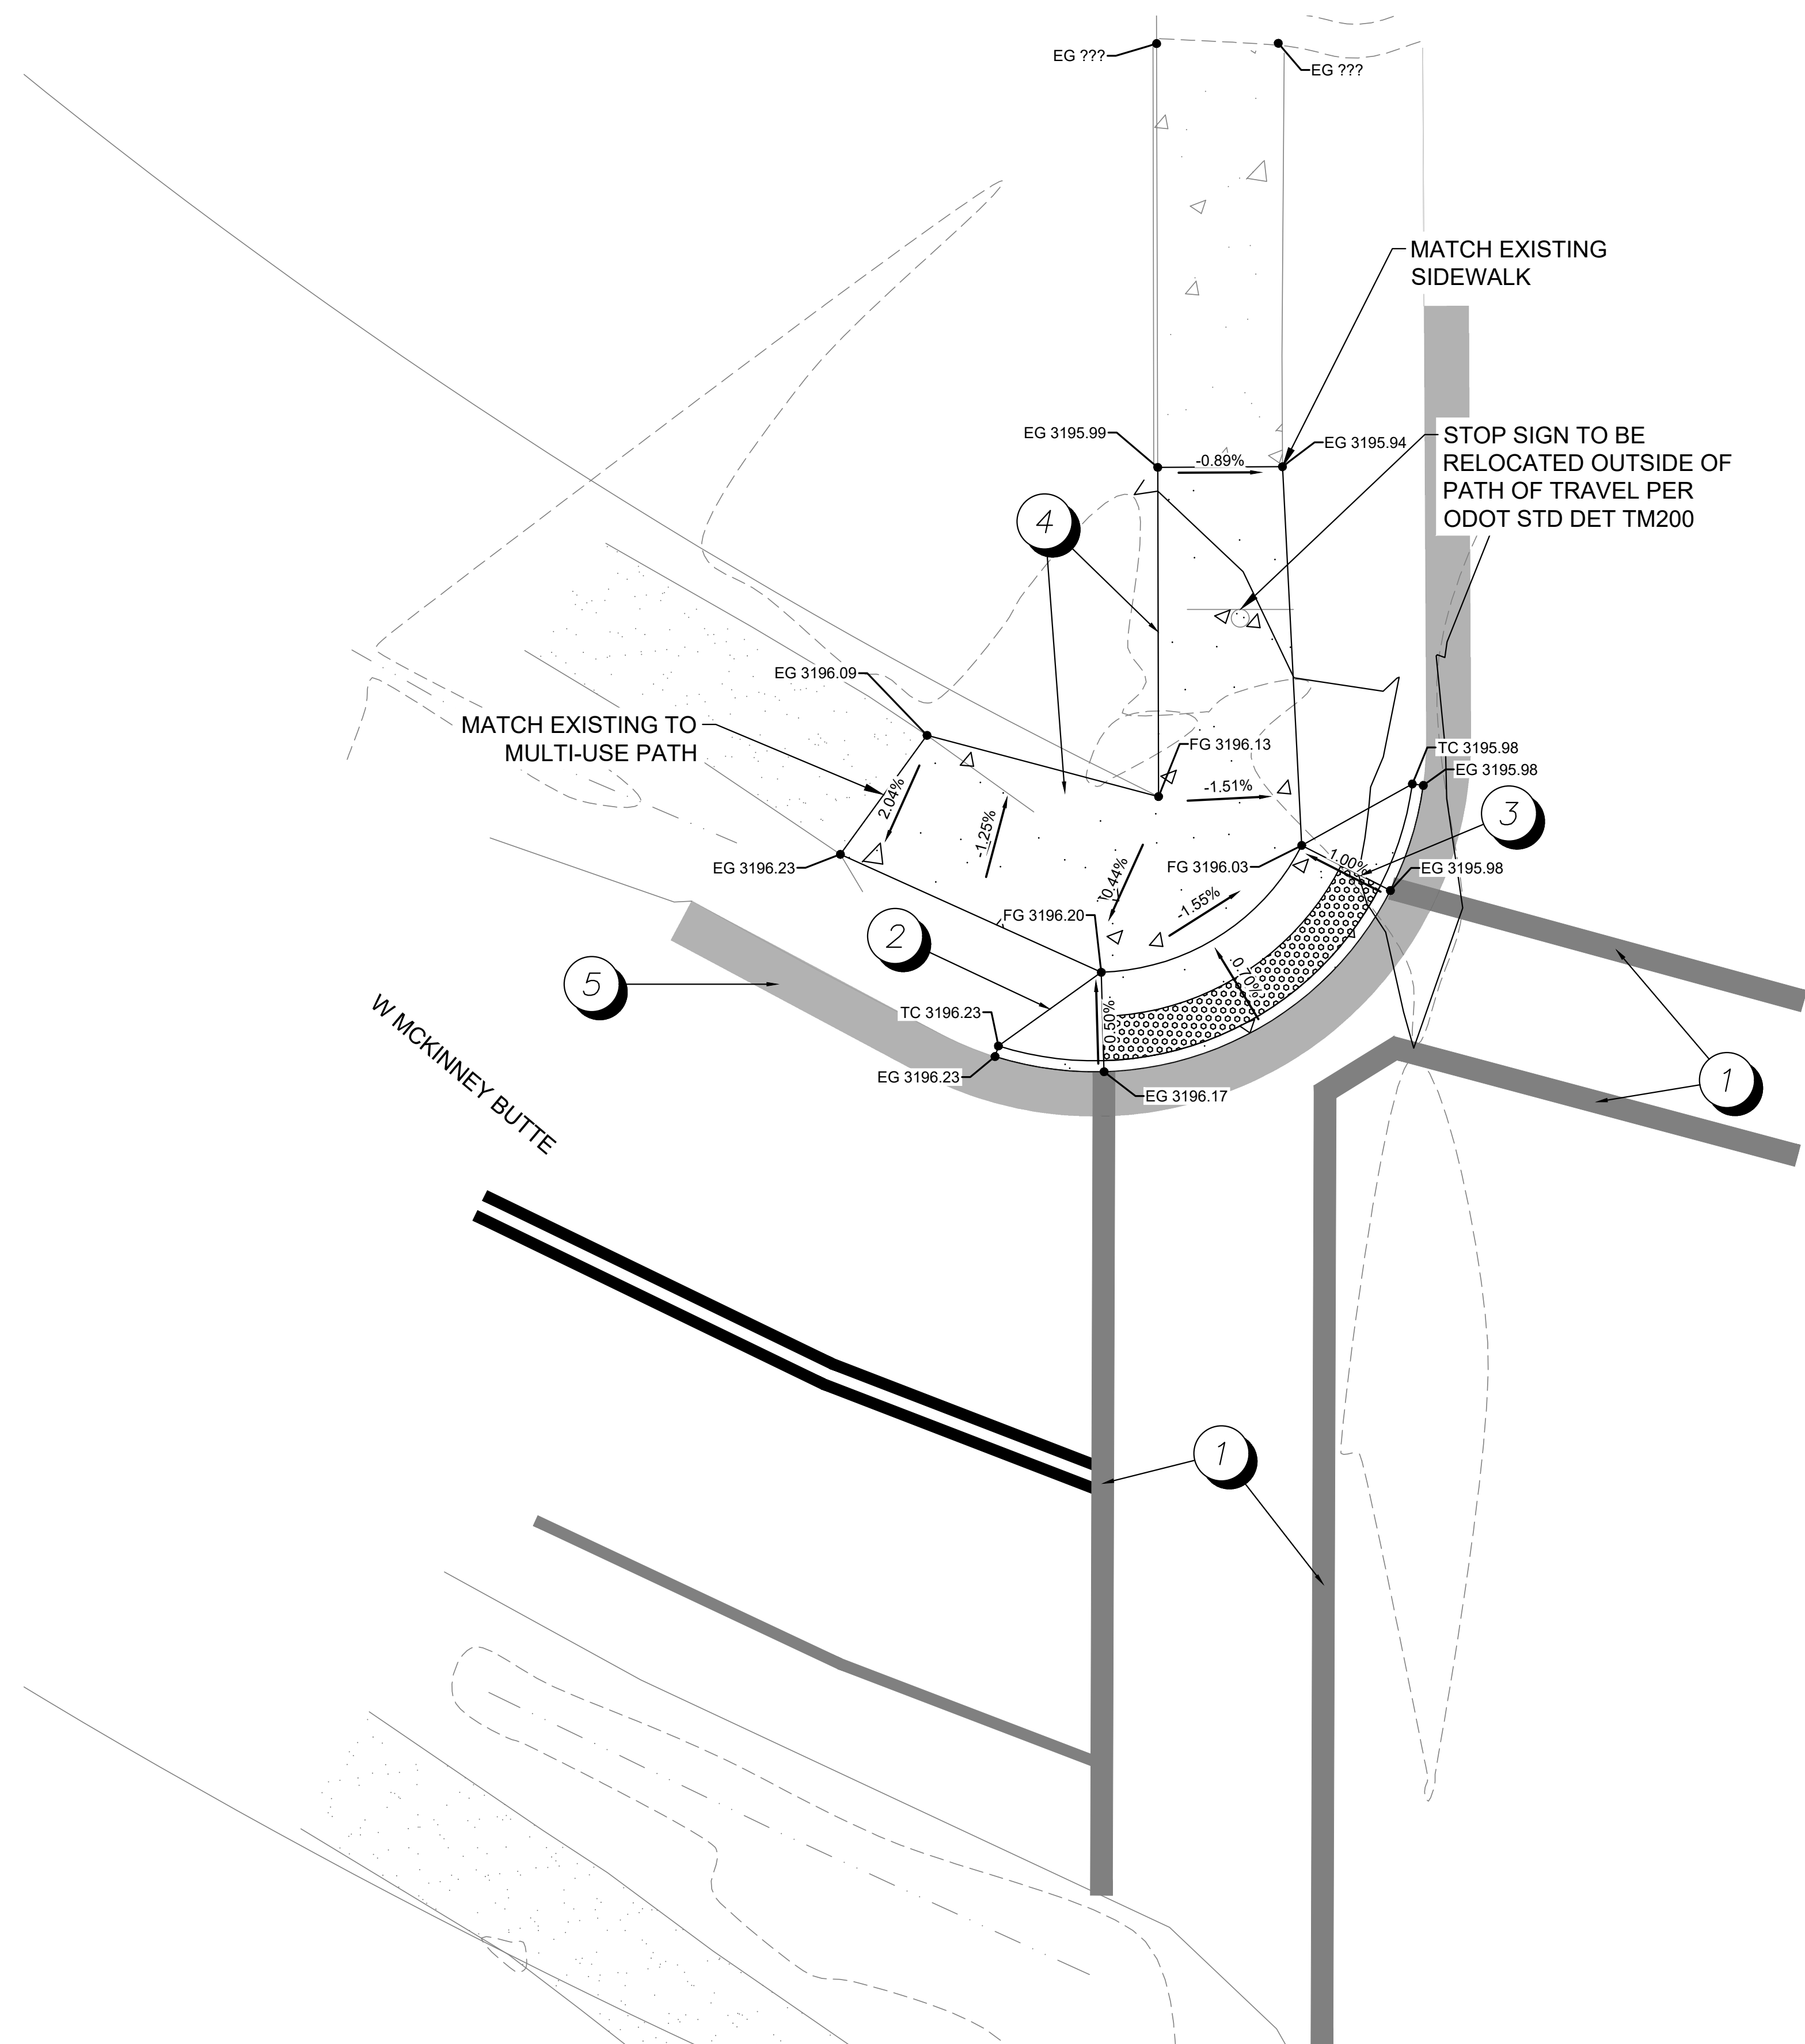 EG ???
EG ???
MATCH EXISTING
SIDEWALK
EG 3195.99
EG 3195.94
-0.89%
STOP SIGN TO BE
RELOCATED OUTSIDE OF
PATH OF TRAVEL PER
ODOT STD DET TM200
4
EG 3196.09
MATCH EXISTING TO
MULTI-USE PATH
FG 3196.13
TC 3195.98
EG 3195.98
2.04%
-1.51%
3
-1.25%
EG 3196.23
FG 3196.03
1.00%
EG 3195.98
0.44%
-1.55%
FG 3196.20
2
5
0.70%
TC 3196.23
0.50%
EG 3196.23
EG 3196.17
1
W MCKINNEY BUTTE
1